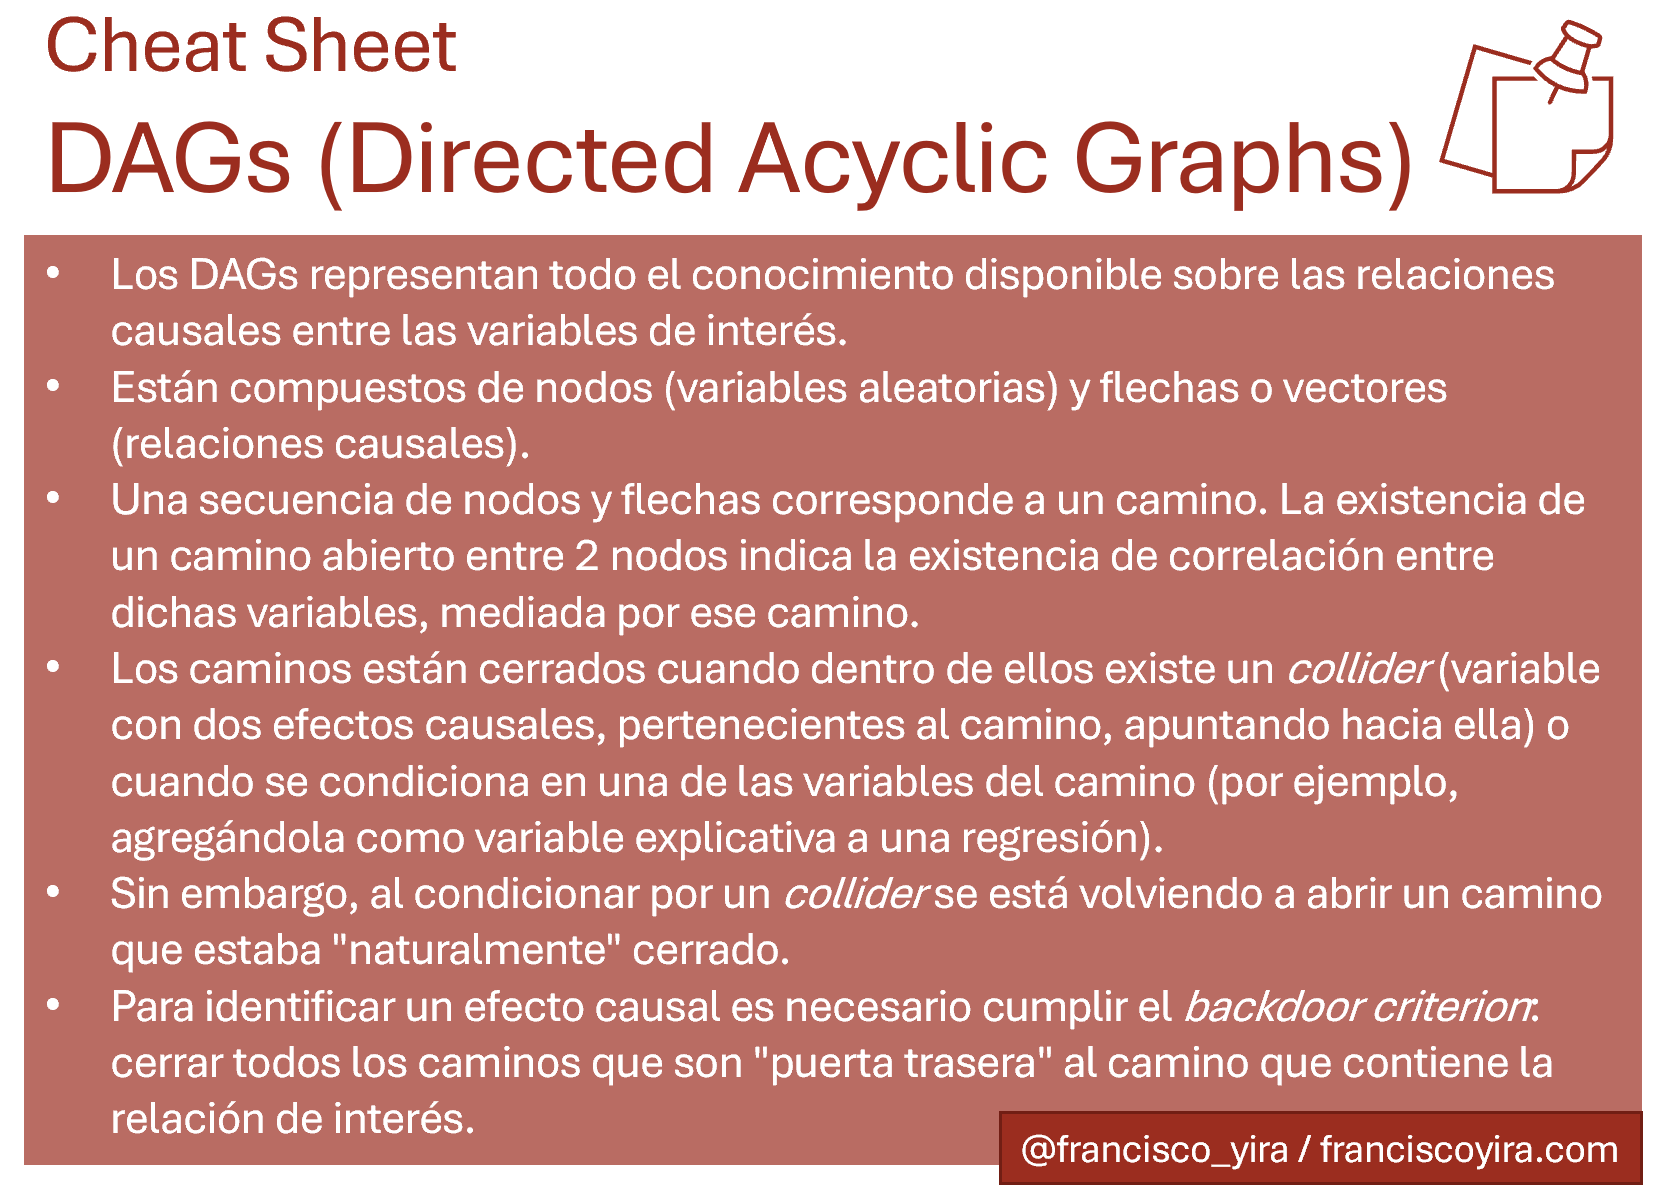 Cheat Sheet
DAGs (Directed Acyclic Graphs)
• Los DAGs representan todo el conocimiento disponible sobre las relaciones
causales entre las variables de interés.
• Están compuestos de nodos (variables aleatorias) y flechas o vectores
(relaciones causales).
• Una secuencia de nodos y flechas corresponde a un camino. La existencia de
un camino abierto entre 2 nodos indica la existencia de correlación entre
dichas variables, mediada por ese camino.
• Los caminos están cerrados cuando dentro de ellos existe un collider (variable
con dos efectos causales, pertenecientes al camino, apuntando hacia ella) o
cuando se condiciona en una de las variables del camino (por ejemplo,
agregándola como variable explicativa a una regresión).
• Sin embargo, al condicionar por un collider se está volviendo a abrir un camino
que estaba "naturalmente" cerrado.
• Para identificar un efecto causal es necesario cumplir el backdoor criterion:
cerrar todos los caminos que son "puerta trasera" al camino que contiene la
relación de interés.
@francisco_yira / franciscoyira.com